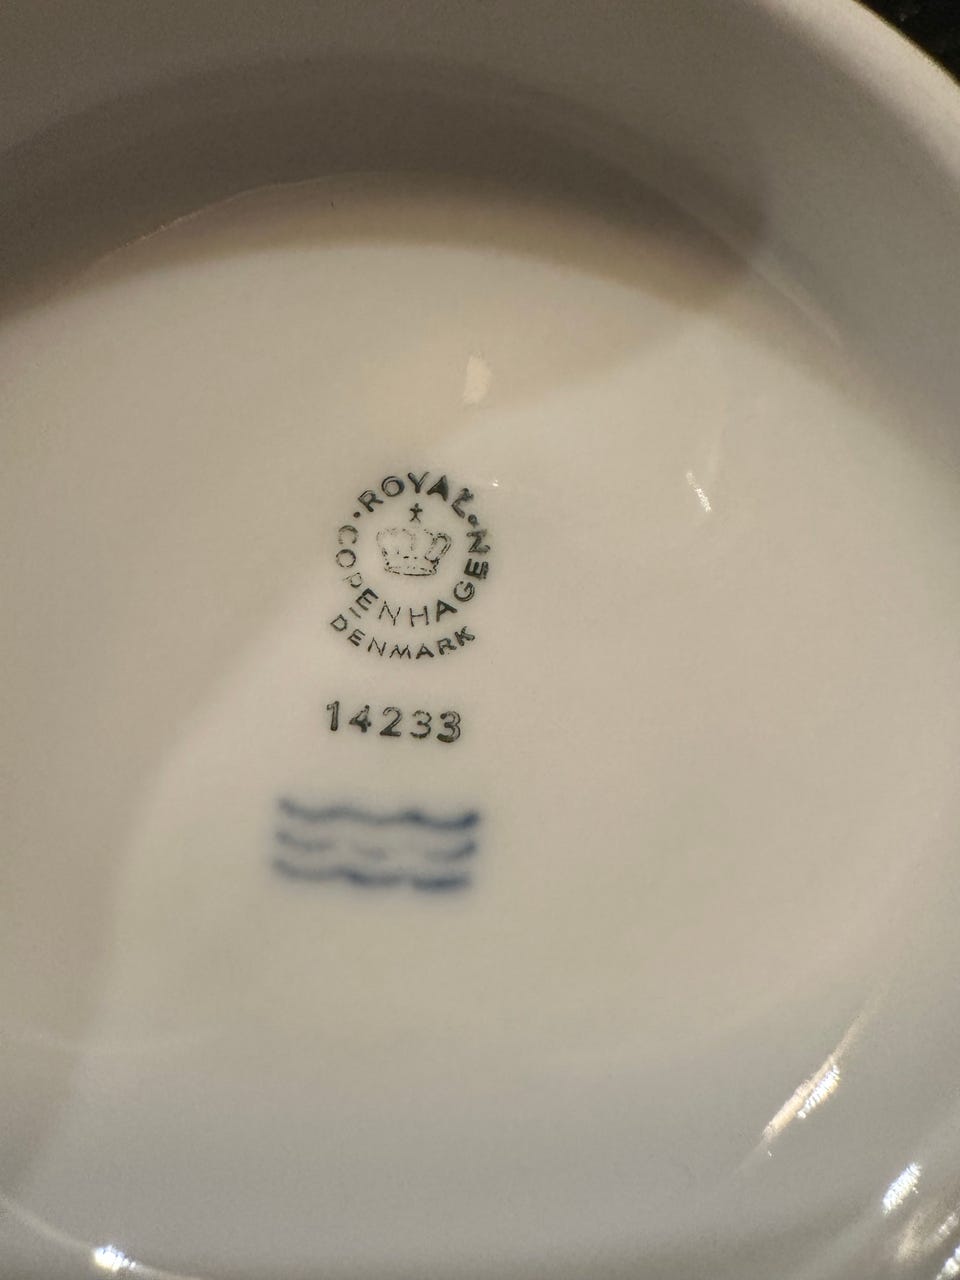 ROYAL
COPENHAGEN
DENMARK
14233